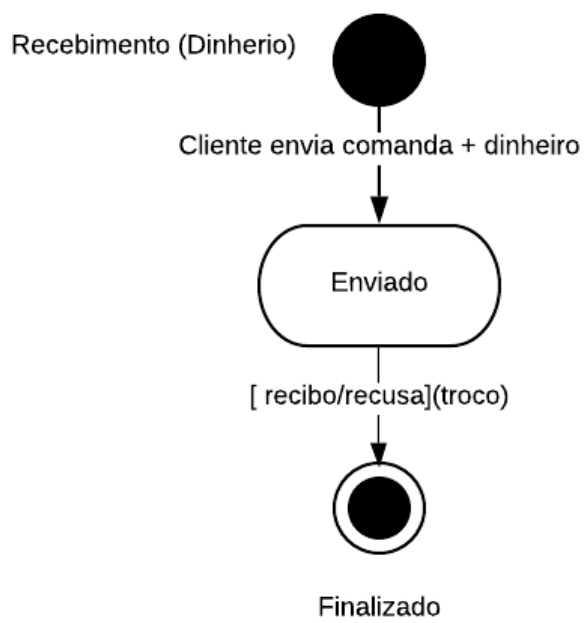 Recebimento (Dinherio)
Cliente envia comanda + dinheiro
Enviado
[ recibo/recusa](troco)
Finalizado